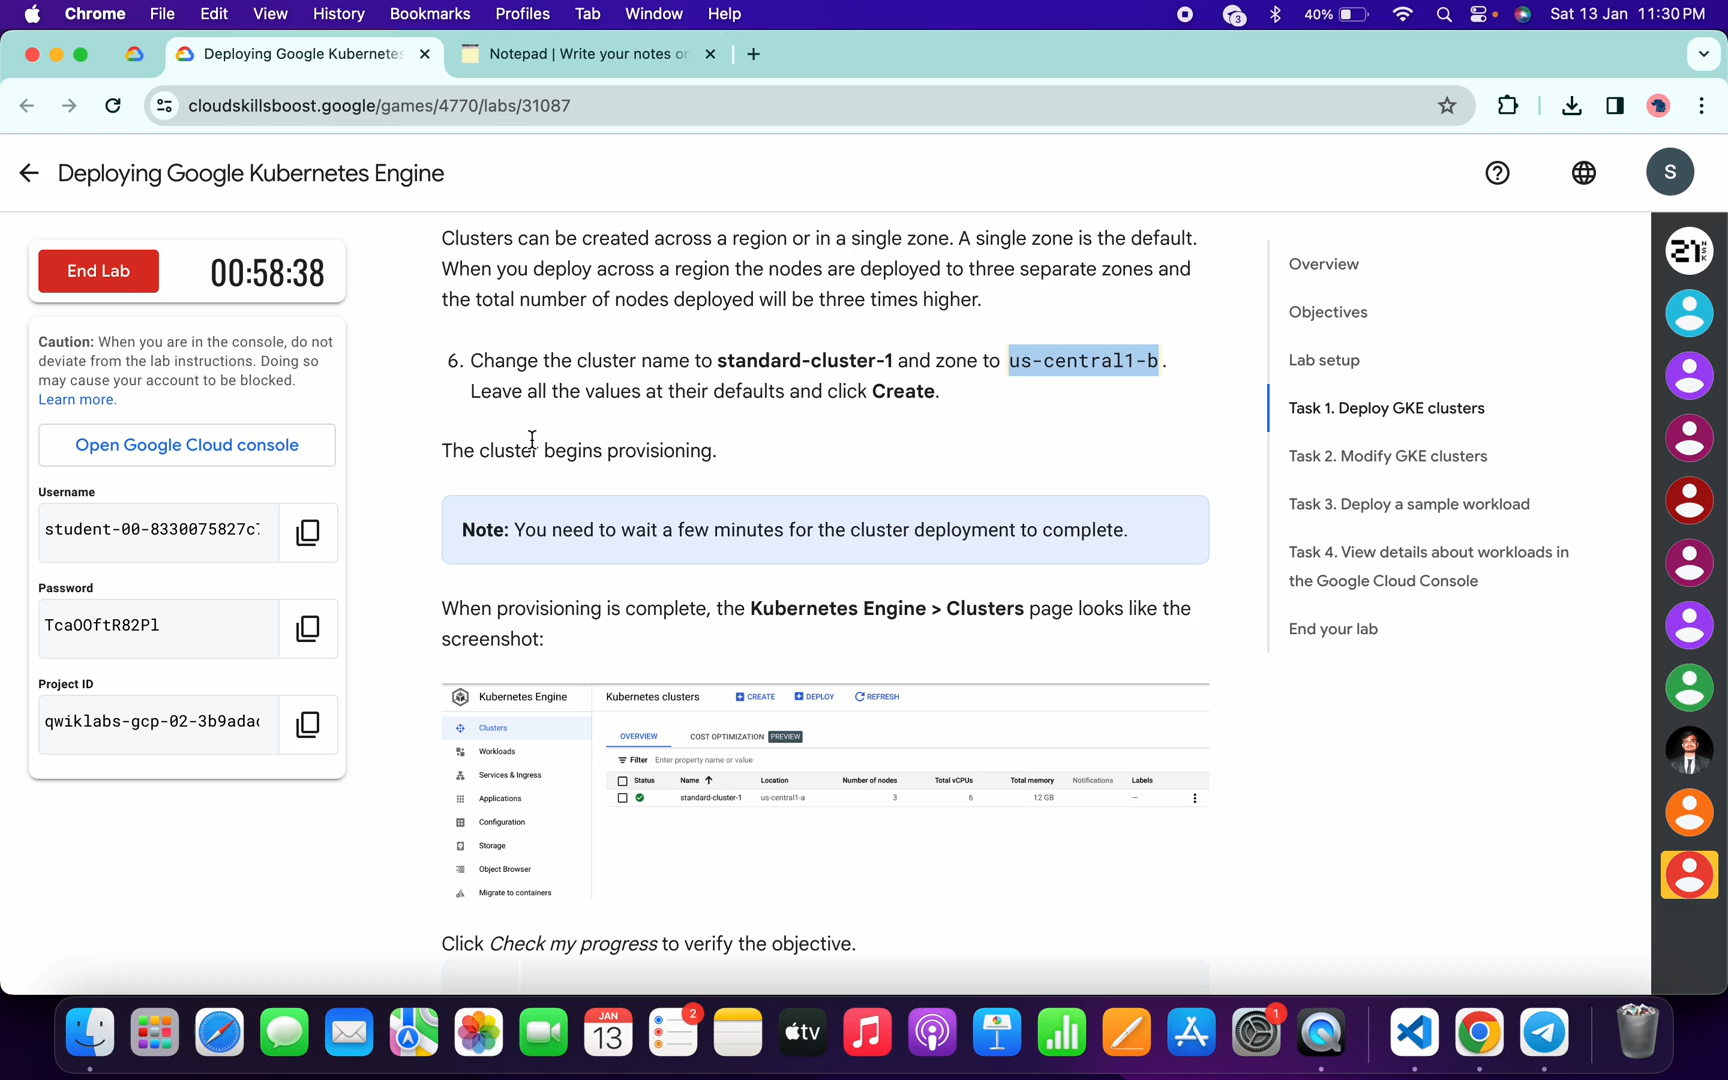 Chrome File Edit View History Bookmarks Profiles Tab Window Help 3 40% Sat 13 Jan 11:30 PM
Deploying Google Kubernetes
Notepad | Write your notes on
cloudskillsboost.google/games/4770/labs/31087
Deploying Google Kubernetes Engine
S
End Lab
00:58:38
Caution: When you are in the console, do not
deviate from the lab instructions. Doing so
may cause your account to be blocked.
Learn more.
Open Google Cloud console
Username
student-00-8330075827c
Password
TcaOOftR82Pl
Project ID
qwiklabs-gcp-02-3b9adac
Clusters can be created across a region or in a single zone. A single zone is the default.
When you deploy across a region the nodes are deployed to three separate zones and
the total number of nodes deployed will be three times higher.
6. Change the cluster name to standard-cluster-1 and zone to us-central1-b.
Leave all the values at their defaults and click Create.
The cluster begins provisioning.
Note: You need to wait a few minutes for the cluster deployment to complete.
When provisioning is complete, the Kubernetes Engine > Clusters page looks like the
screenshot:
Kubernetes Engine
Clusters
Workloads
Services & Ingress
Applications
Configuration
Storage
Object Browser
Migrate to containers
Kubernetes clusters CREATE DEPLOY REFRESH
OVERVIEW COST OPTIMIZATION PREVIEW
Filter Enter property name or value
Status Name Location Number of nodes Total vCPUs Total memory Notifications Labels
standard-cluster-1 us-central1-a 3 6 12 GB —
Click Check my progress to verify the objective.
Overview
Objectives
Lab setup
Task 1. Deploy GKE clusters
Task 2. Modify GKE clusters
Task 3. Deploy a sample workload
Task 4. View details about workloads in
the Google Cloud Console
End your lab
JAN
13
2
tv
1